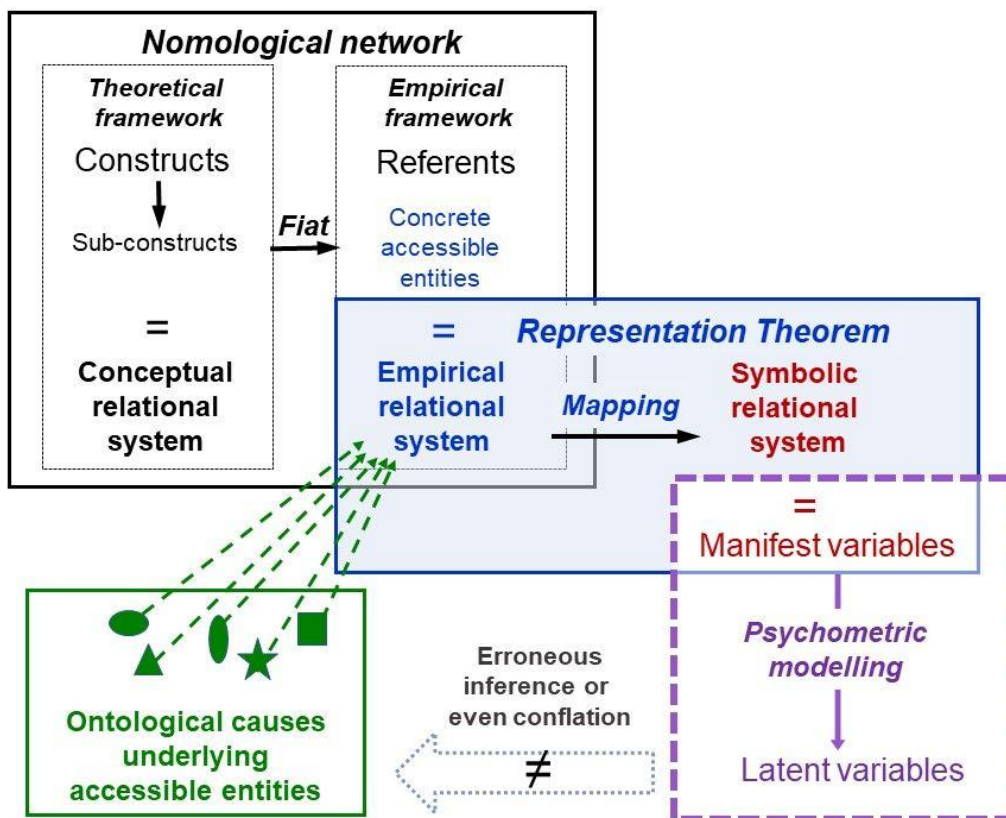 Nomological network
Theoretical
framework
Constructs
Sub-constructs
=
Conceptual
relational
system
Fiat
Empirical
framework
Referents
Concrete
accessible
entities
= Representation Theorem
Empirical
relational
system
Mapping
Symbolic
relational
system
=
Manifest variables
Psychometric
modelling
Latent variables
Erroneous
inference or
even conflation
≠
Ontological causes
underlying
accessible entities